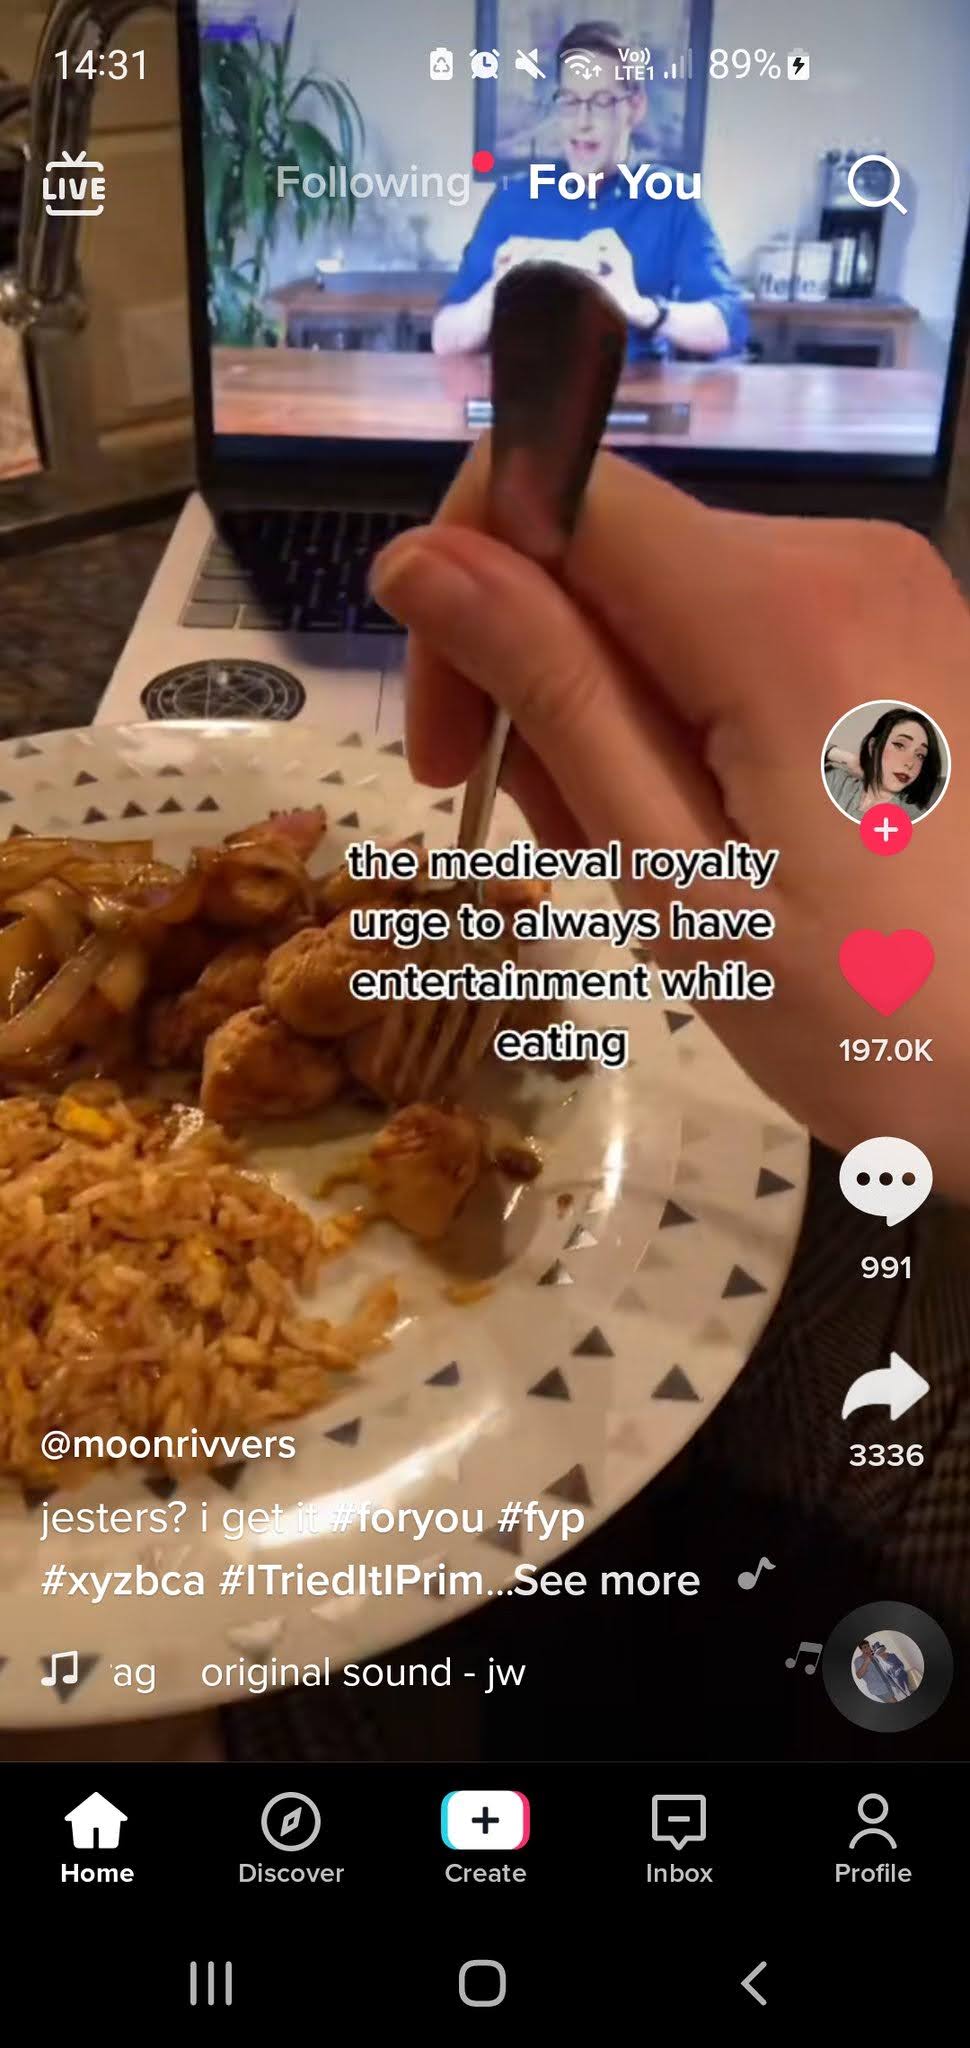 14:31 Vo)) LTE1 89%
LIVE Following For You
the medieval royalty
urge to always have
entertainment while
eating
197.0K
991
3336
@moonrivvers
jesters? i get it #foryou #fyp
#xyzbca #ITriedItIPrim...See more
ag original sound - jw
Home Discover Create Inbox Profile